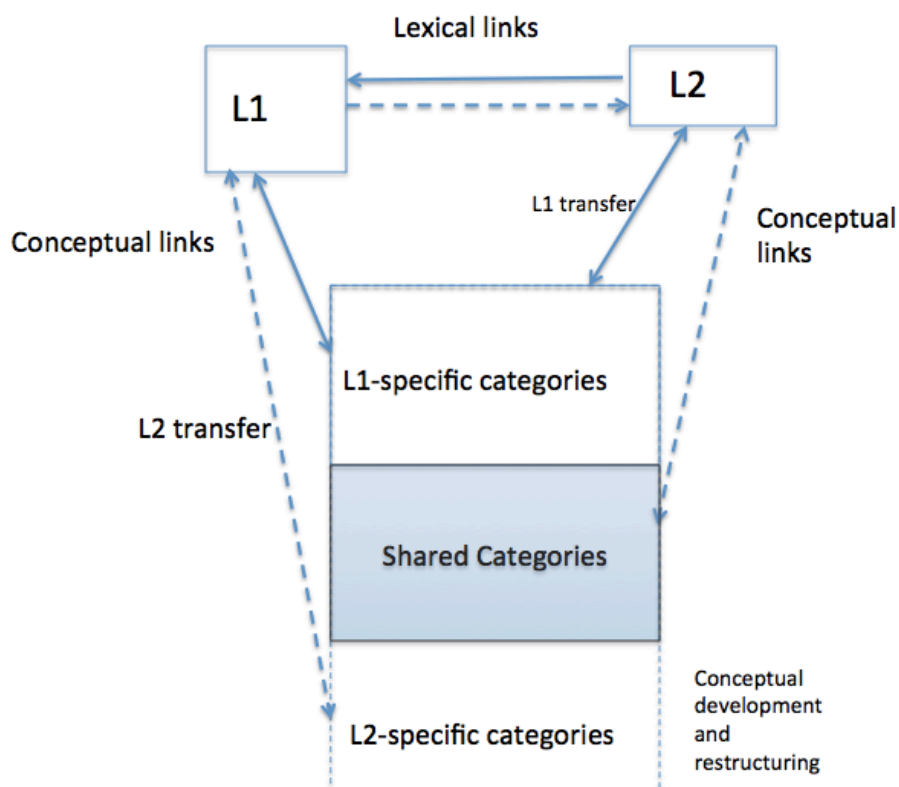 Lexical links
L1
L2
L1 transfer
Conceptual links
Conceptual
links
L1-specific categories
L2 transfer
Shared Categories
L2-specific categories
Conceptual
development
and
restructuring